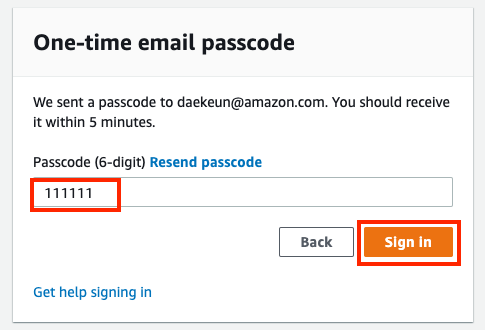 One-time email passcode
We sent a passcode to daekeun@amazon.com. You should receive
it within 5 minutes.
Passcode (6-digit) Resend passcode
111111
Back Sign in
Get help signing in